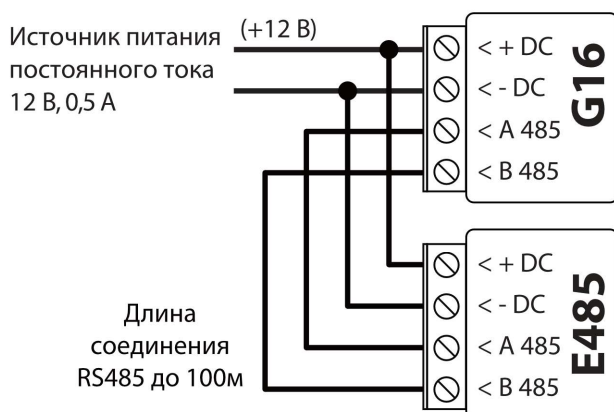 Источник питания
постоянного тока
12 В, 0,5 А
(+12 В)
< + DC
< - DC
< A 485
< B 485
G16
< + DC
< - DC
< A 485
< B 485
E485
Длина
соединения
RS485 до 100м